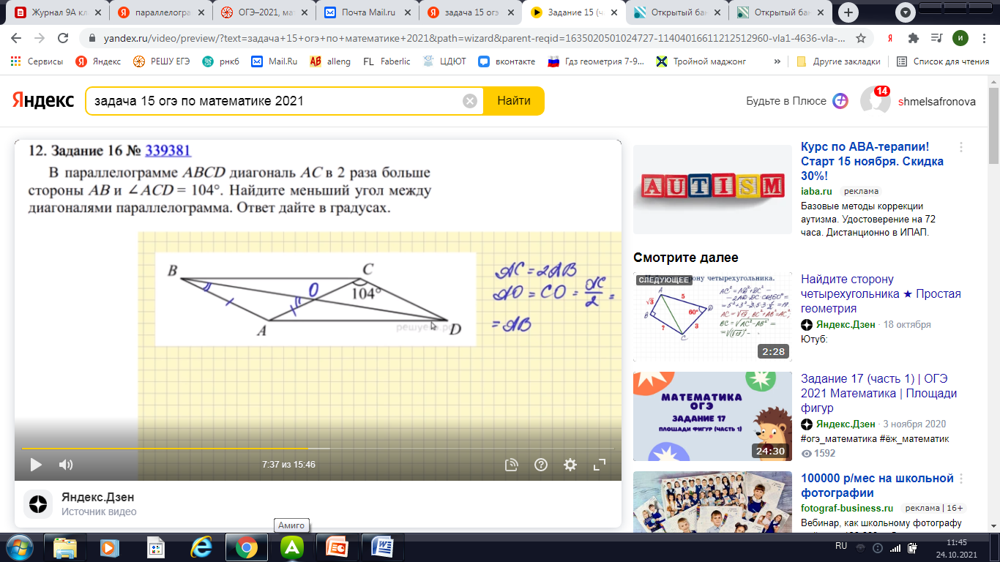 Журнал 9А кл
параллелогра
ОГЭ–2021, ма
Почта Mail.ru
задача 15 огэ
Задание 15 (ч
Открытый бан
Открытый бан
yandex.ru/video/preview/?text=задача+15+огэ+по+математике+2021&path=wizard&parent-reqid=1635020501024727-11404016611212512960-vla1-4636-vla-...
Сервисы
Яндекс
РЕШУ ЕГЭ
рнкб
Mail.Ru
alleng
FL Faberlic
ЦДЮТ
вконтакте
Гдз геометрия 7-9...
Тройной маджонг
»
Другие закладки
Список для чтения
Яндекс
задача 15 огэ по математике 2021
Найти
Будьте в Плюсе
14
shmelsafronova
12. Задание 16 № 339381
В параллелограмме ABCD диагональ AC в 2 раза больше
стороны AB и ∠ACD = 104°. Найдите меньший угол между
диагоналями параллелограмма. Ответ дайте в градусах.
B
C
O
104°
A
D
AC = 2AB
AO = CO = AC/2 =
= AB
7:37 из 15:46
Яндекс.Дзен
Источник видео
AUTISM
Курс по АВА-терапии!
Старт 15 ноября. Скидка
30%!
iaba.ru реклама
Базовые методы коррекции
аутизма. Удостоверение на 72
часа. Дистанционно в ИПАП.
Смотрите далее
СЛЕДУЮЩЕЕ
2:28
Найдите сторону
четырехугольника ★ Простая
геометрия
Яндекс.Дзен · 18 октября
Ютуб:
МАТЕМАТИКА
ОГЭ
ЗАДАНИЕ 17
ПЛОЩАДИ ФИГУР (ЧАСТЬ 1)
24:30
Задание 17 (часть 1) | ОГЭ
2021 Математика | Площади
фигур
Яндекс.Дзен · 3 ноября 2020
#огэ_математика #ёж_математик
1592
100000 р/мес на школьной
фотографии
fotograf-business.ru реклама | 16+
Вебинар, как школьному фотографу
Амиго
RU
11:45
24.10.2021